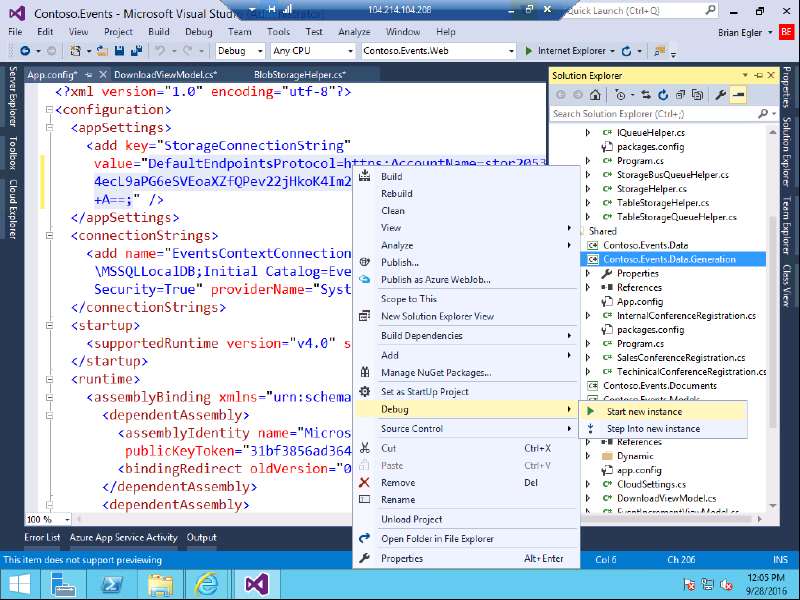 Contoso.Events - Microsoft Visual Stu
104.214.104.208
Quick Launch (Ctrl+Q)
File Edit View Project Build Debug Team Tools Test Analyze Window Help
Brian Egler
BE
Debug Any CPU Contoso.Events.Web Internet Explorer
App.config* DownloadViewModel.cs* BlobStorageHelper.cs*
Server Explorer
Toolbox
Cloud Explorer
<?xml version="1.0" encoding="utf-8"?>
<configuration>
<appSettings>
<add key="StorageConnectionString"
value="DefaultEndpointsProtocol=https;AccountName=stor2053
4ecL9aPG6eSVEoaXZfQPev22jHkoK4Im2
+A==;" />
</appSettings>
<connectionStrings>
<add name="EventsContextConnection
\MSSQLLocalDB;Initial Catalog=Eve
Security=True" providerName="Syst
</connectionStrings>
<startup>
<supportedRuntime version="v4.0" s
</startup>
<runtime>
<assemblyBinding xmlns="urn:schema
<dependentAssembly>
<assemblyIdentity name="Micros
publicKeyToken="31bf3856ad364
<bindingRedirect oldVersion="0
</dependentAssembly>
<dependentAssembly>
100 %
Build
Rebuild
Clean
View
Analyze
Publish...
Publish as Azure WebJob...
Scope to This
New Solution Explorer View
Build Dependencies
Add
Manage NuGet Packages...
Set as StartUp Project
Debug
Source Control
Cut Ctrl+X
Paste Ctrl+V
Remove Del
Rename
Unload Project
Open Folder in File Explorer
Properties Alt+Enter
Start new instance
Step Into new instance
Solution Explorer
Search Solution Explorer (Ctrl+;)
IQueueHelper.cs
packages.config
Program.cs
StorageBusQueueHelper.cs
StorageHelper.cs
TableStorageHelper.cs
TableStorageQueueHelper.cs
Shared
Contoso.Events.Data
Contoso.Events.Data.Generation
Properties
References
App.config
InternalConferenceRegistration.cs
packages.config
Program.cs
SalesConferenceRegistration.cs
TechinicalConferenceRegistration.cs
Contoso.Events.Documents
Contoso.Events.Models
References
Dynamic
app.config
CloudSettings.cs
DownloadViewModel.cs
EventIncrementViewModel.cs
Properties
Solution Explorer
Team Explorer
Class View
Error List Azure App Service Activity Output
This item does not support previewing Col 6 Ch 206 INS
12:05 PM
9/28/2016